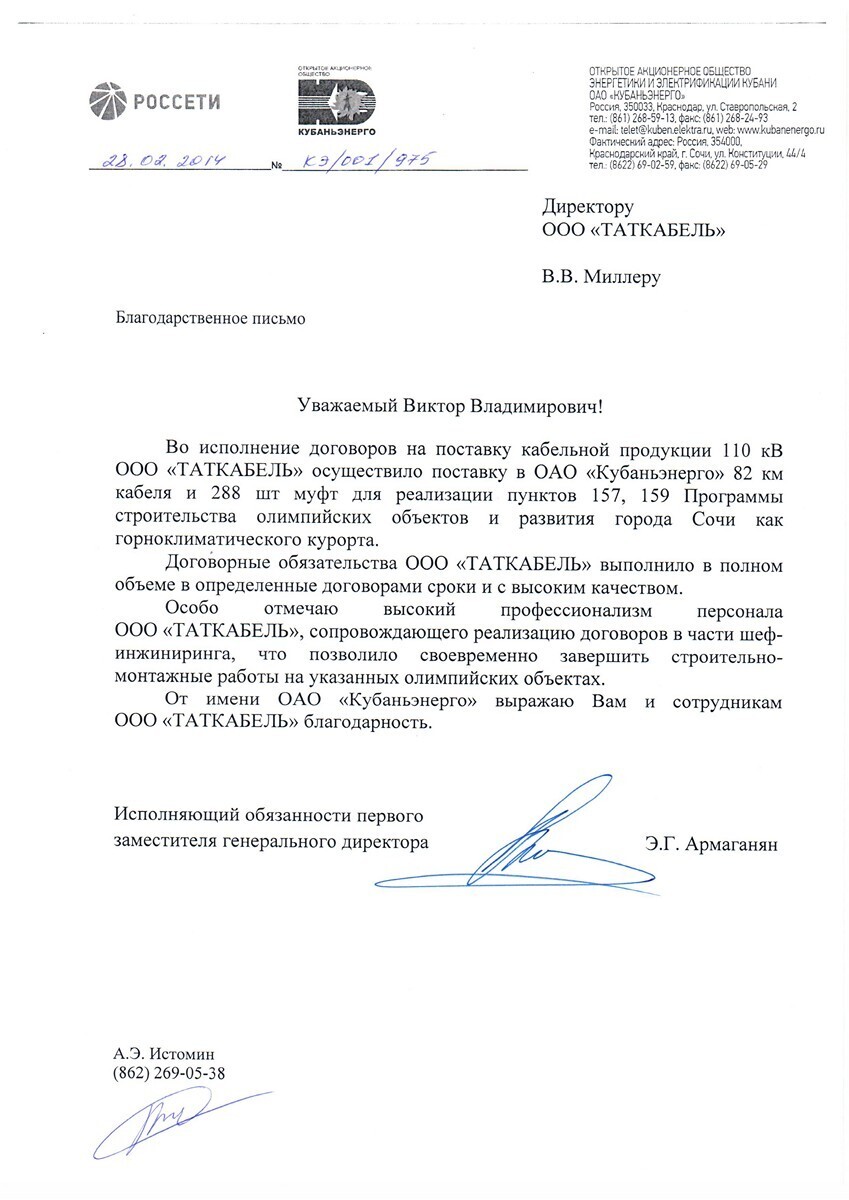 РОССЕТИ
ОТКРЫТОЕ АКЦИОНЕРНОЕ
ОБЩЕСТВО
КУБАНЬЭНЕРГО
28.02.2014 № КЭ/001/975
ОТКРЫТОЕ АКЦИОНЕРНОЕ ОБЩЕСТВО
ЭНЕРГЕТИКИ И ЭЛЕКТРИФИКАЦИИ КУБАНИ
ОАО «КУБАНЬЭНЕРГО»
Россия, 350033, Краснодар, ул. Ставропольская, 2
тел.: (861) 268-59-13, факс: (861) 268-24-93
e-mail: telet@kuben.elektra.ru, web: www.kubanenergo.ru
Фактический адрес: Россия, 354000,
Краснодарский край, г. Сочи, ул. Конституции, 44/4
тел.: (8622) 69-02-59, факс: (8622) 69-05-29
Директору
ООО «ТАТКАБЕЛЬ»
В.В. Миллеру
Благодарственное письмо
Уважаемый Виктор Владимирович!
Во исполнение договоров на поставку кабельной продукции 110 кВ
ООО «ТАТКАБЕЛЬ» осуществило поставку в ОАО «Кубаньэнерго» 82 км
кабеля и 288 шт муфт для реализации пунктов 157, 159 Программы
строительства олимпийских объектов и развития города Сочи как
горноклиматического курорта.
Договорные обязательства ООО «ТАТКАБЕЛЬ» выполнило в полном
объеме в определенные договорами сроки и с высоким качеством.
Особо отмечаю высокий профессионализм персонала
ООО «ТАТКАБЕЛЬ», сопровождающего реализацию договоров в части шеф-
инжиниринга, что позволило своевременно завершить строительно-
монтажные работы на указанных олимпийских объектах.
От имени ОАО «Кубаньэнерго» выражаю Вам и сотрудникам
ООО «ТАТКАБЕЛЬ» благодарность.
Исполняющий обязанности первого
заместителя генерального директора Э.Г. Армаганян
А.Э. Истомин
(862) 269-05-38